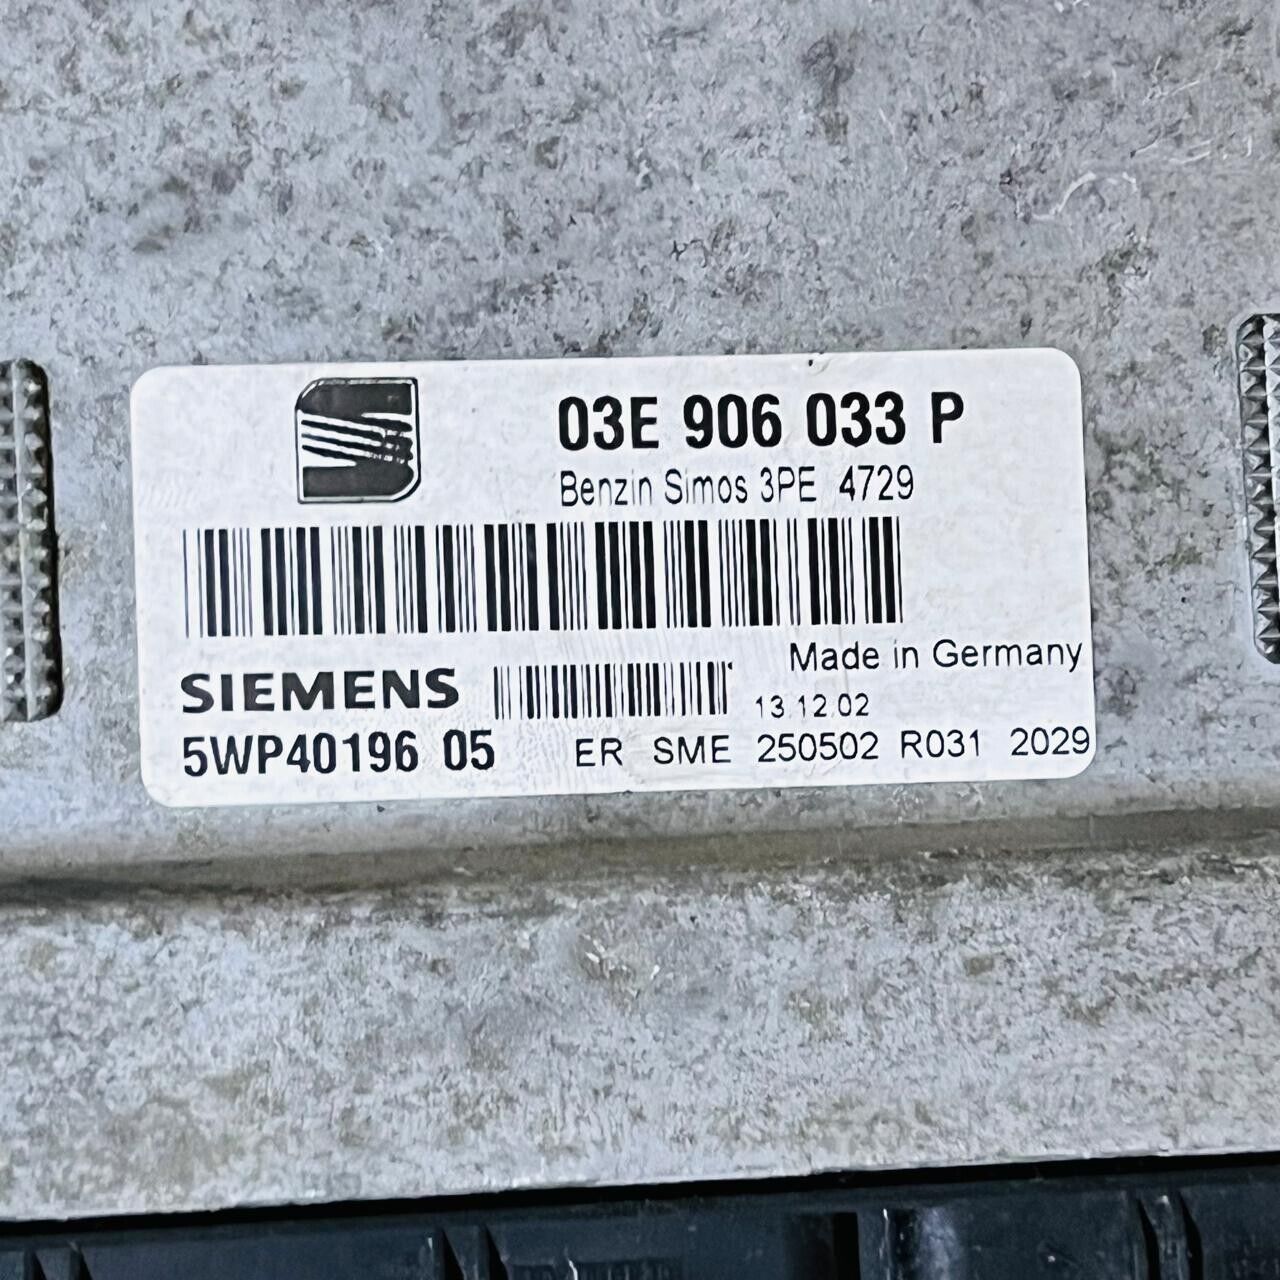 03E 906 033 P
Benzin Simos 3PE 4729
Made in Germany
SIEMENS
13.12.02
5WP40196 05
ER SME 250502 R031 2029